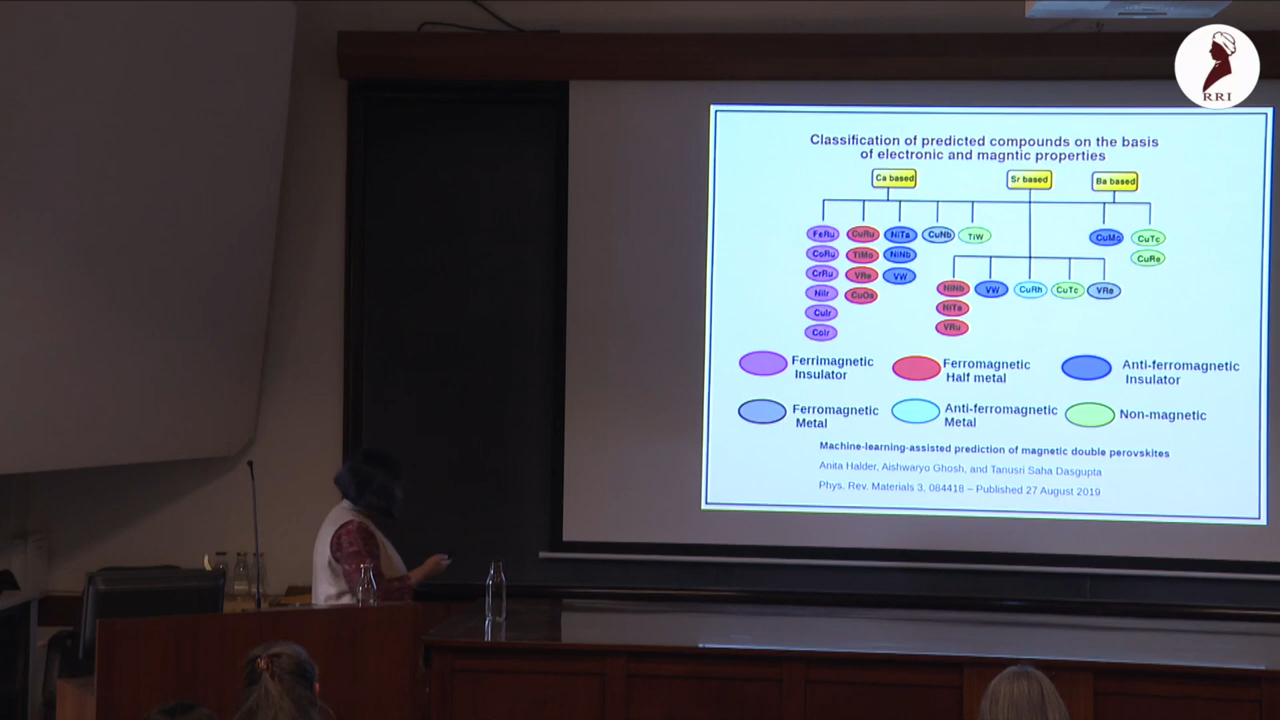 RRI
Classification of predicted compounds on the basis
of electronic and magntic properties
Ca based Sr based Ba based
FeRu CuRu NiTa CuNb TiW CuMo CuTc
CoRu TiMo NiNb CuRe
CrRu VRe VW
NiIr CuOs NiNb VW CuRh CuTc VRe
CuIr NiTa
CoIr VRu
Ferrimagnetic Ferromagnetic Anti-ferromagnetic
Insulator Half metal Insulator
Ferromagnetic Anti-ferromagnetic Non-magnetic
Metal Metal
Machine-learning-assisted prediction of magnetic double perovskites
Anita Halder, Aishwaryo Ghosh, and Tanusri Saha Dasgupta
Phys. Rev. Materials 3, 084418 – Published 27 August 2019